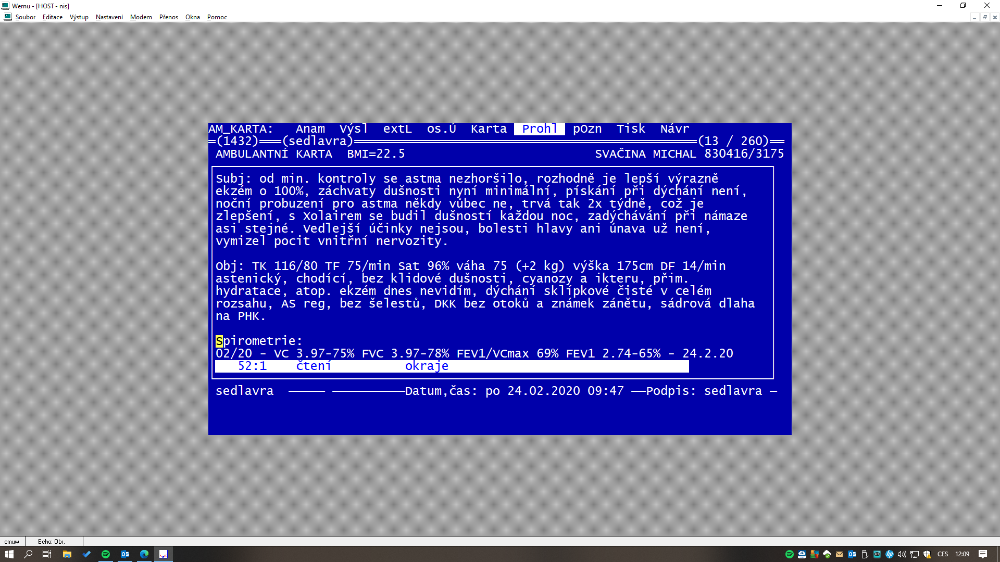 Wemu - [HOST - nis]
Soubor Editace Výstup Nastavení Modem Přenos Okna Pomoc
AM_KARTA: Anam Výsl extL os.Ú Karta Prohl pOzn Tisk Návr
(1432) (sedlavra) (13 / 260)
AMBULANTNÍ KARTA BMI=22.5 SVAČINA MICHAL 830416/3175
Subj: od min. kontroly se astma nezhoršilo, rozhodně je lepší výrazně
ekzém o 100%, záchvaty dušnosti nyní minimální, pískání při dýchání není,
noční probuzení pro astma někdy vůbec ne, trvá tak 2x týdně, což je
zlepšení, s Xolairem se budil dušností každou noc, zadýchávání při námaze
asi stejné. Vedlejší účinky nejsou, bolesti hlavy ani únava už není,
vymizel pocit vnitřní nervozity.
Obj: TK 116/80 TF 75/min Sat 96% váha 75 (+2 kg) výška 175cm DF 14/min
astenický, chodící, bez klidové dušnosti, cyanozy a ikteru, přim.
hydratace, atop. ekzém dnes nevidím, dýchání sklípkové čisté v celém
rozsahu, AS reg, bez šelestů, DKK bez otoků a známek zánětu, sádrová dlaha
na PHK.
Spirometrie:
02/20 - VC 3.97-75% FVC 3.97-78% FEV1/VCmax 69% FEV1 2.74-65% - 24.2.20
52:1 čtení okraje
sedlavra Datum,čas: po 24.02.2020 09:47 Podpis: sedlavra
emuw Echo: Obr,
CES 12:09